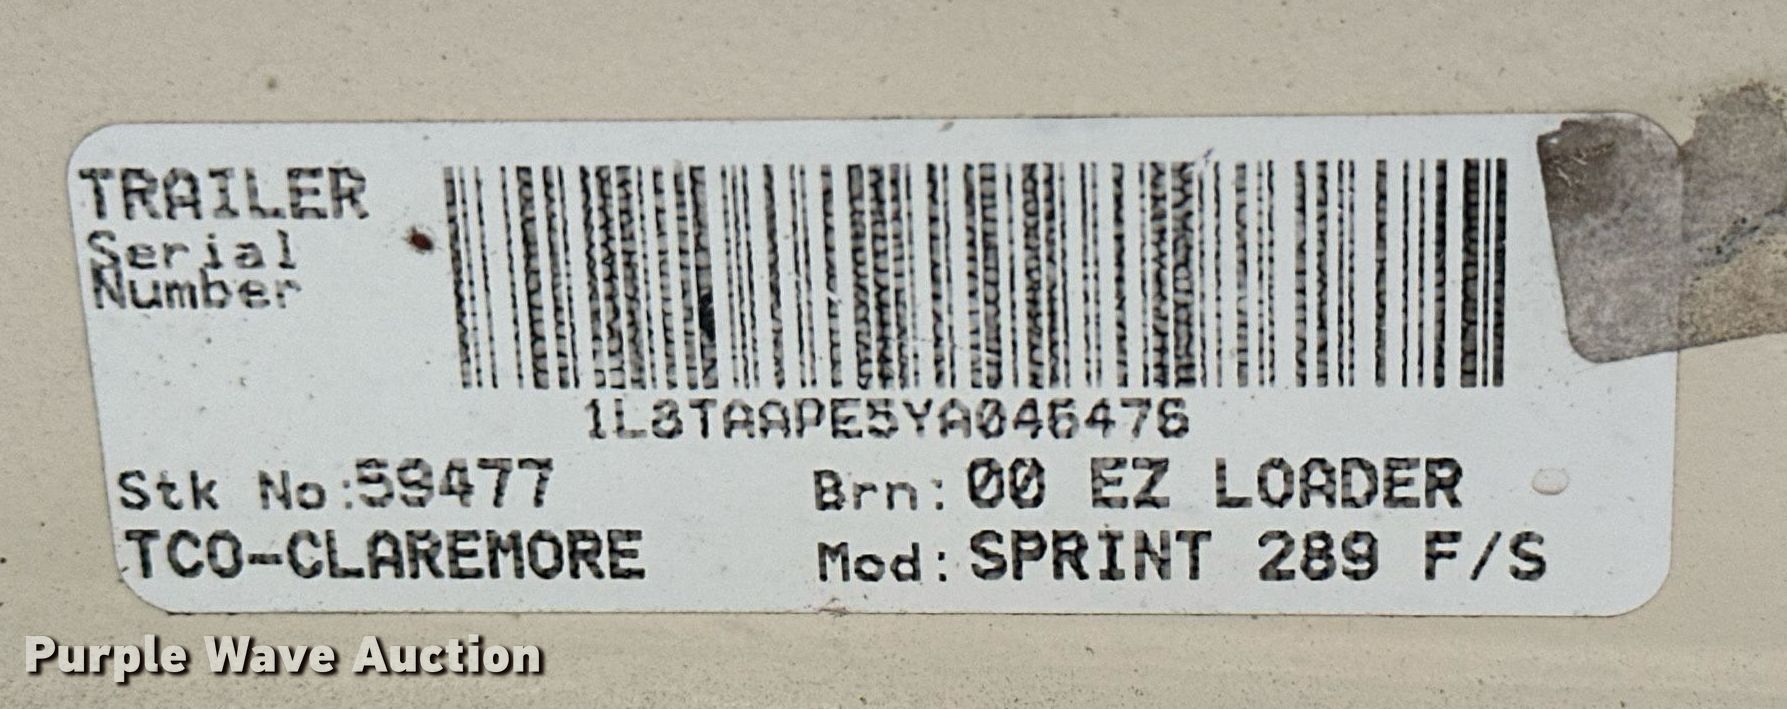 TRAILER
Serial
Number
1L8TAAPE5YA046476
Stk No:59477
Brn:00 EZ LOADER
TCO-CLAREMORE
Mod:SPRINT 289 F/S
Purple Wave Auction